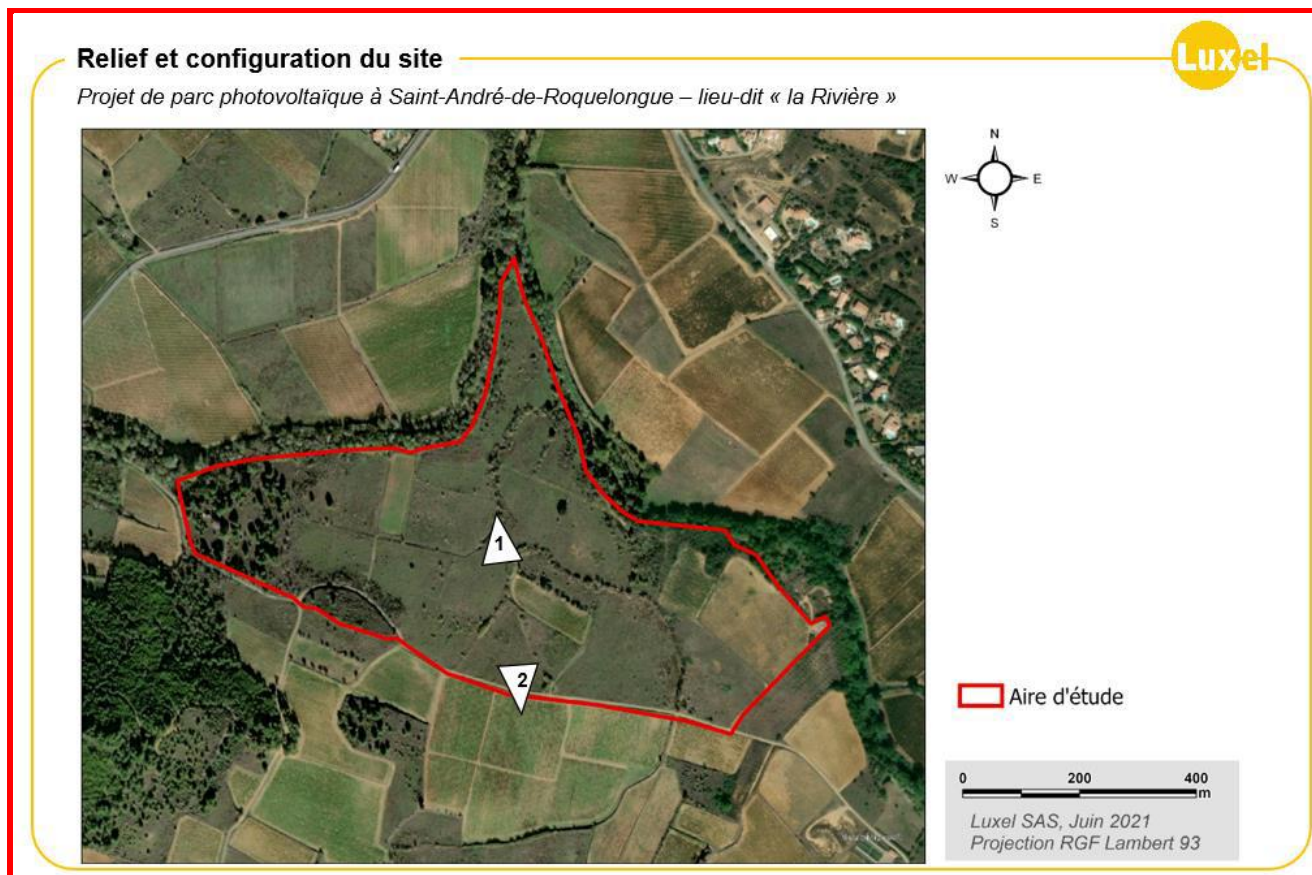 Relief et configuration du site
Luxel
Projet de parc photovoltaïque à Saint-André-de-Roquelongue – lieu-dit « la Rivière »
N
W E
S
1
2
Aire d'étude
0 200 400
m
Luxel SAS, Juin 2021
Projection RGF Lambert 93